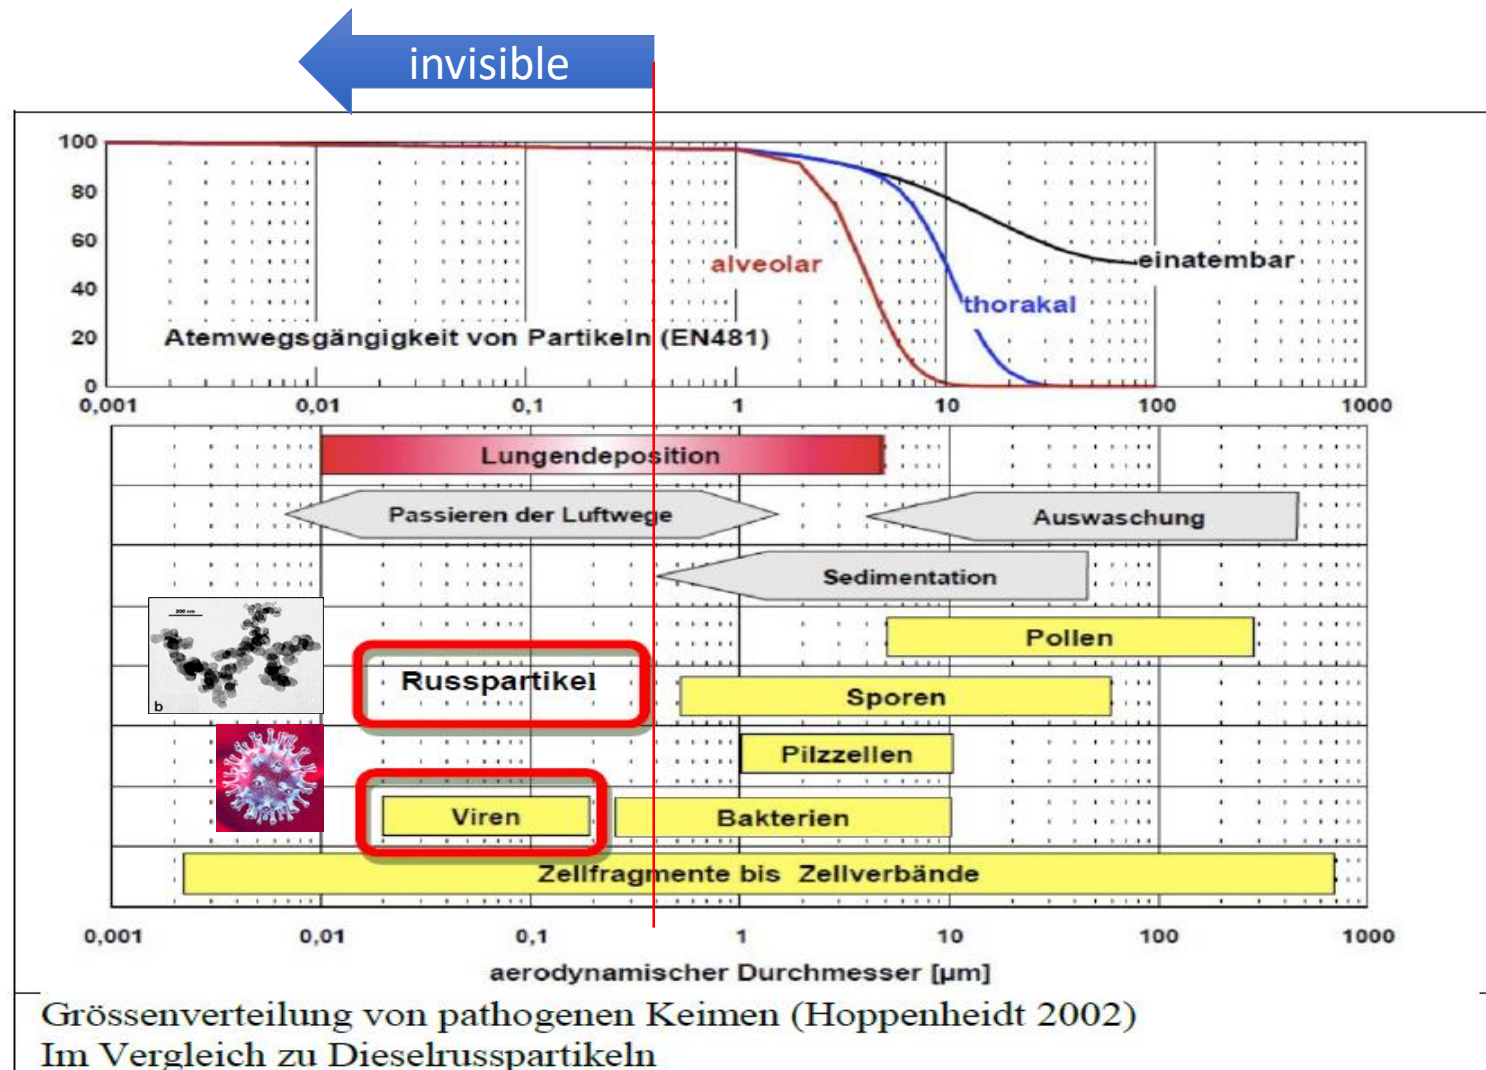 invisible
100
80
60
40
20
0
alveolar
einatembar
thorakal
Atemwegsgängigkeit von Partikeln (EN481)
0,001 0,01 0,1 1 10 100 1000
Lungendeposition
Passieren der Luftwege
Auswaschung
Sedimentation
200 nm
b
Pollen
Russpartikel
Sporen
Pilzzellen
Viren
Bakterien
Zellfragmente bis Zellverbände
0,001 0,01 0,1 1 10 100 1000
aerodynamischer Durchmesser [µm]
Grössenverteilung von pathogenen Keimen (Hoppenheidt 2002)
Im Vergleich zu Dieselrusspartikeln